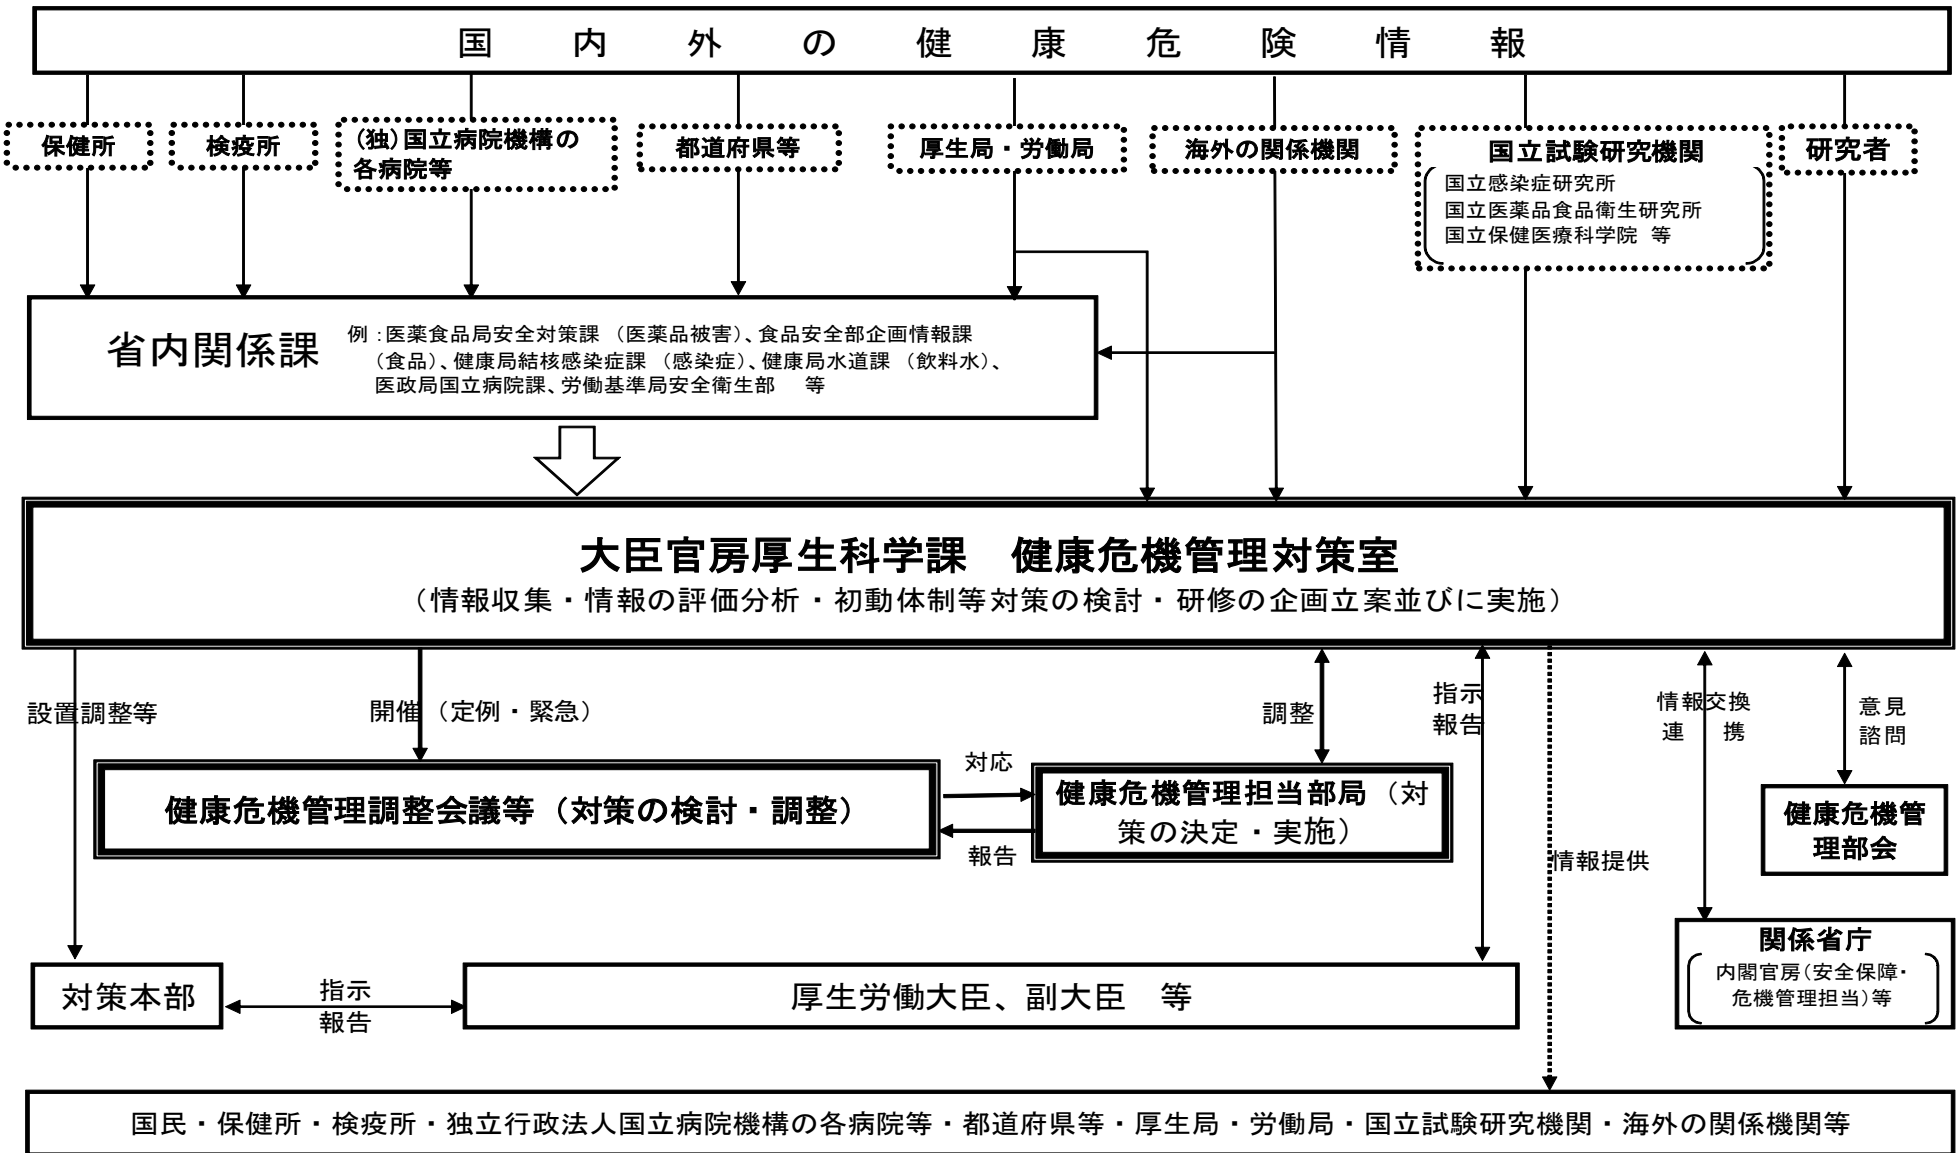 国内外の健康危険情報
保健所
検疫所
(独)国立病院機構の
各病院等
都道府県等
厚生局・労働局
海外の関係機関
国立試験研究機関
国立感染症研究所
国立医薬品食品衛生研究所
国立保健医療科学院 等
研究者
省内関係課
例:医薬食品局安全対策課(医薬品被害)、食品安全部企画情報課
(食品)、健康局結核感染症課(感染症)、健康局水道課(飲料水)、
医政局国立病院課、労働基準局安全衛生部 等
大臣官房厚生科学課 健康危機管理対策室
(情報収集・情報の評価分析・初動体制等対策の検討・研修の企画立案並びに実施)
設置調整等
開催(定例・緊急)
調整
指示
報告
情報交換
連 携
意見
諮問
健康危機管理調整会議等(対策の検討・調整)
対応
報告
健康危機管理担当部局(対
策の決定・実施)
情報提供
健康危機管
理部会
関係省庁
内閣官房(安全保障・
危機管理担当)等
対策本部
指示
報告
厚生労働大臣、副大臣 等
国民・保健所・検疫所・独立行政法人国立病院機構の各病院等・都道府県等・厚生局・労働局・国立試験研究機関・海外の関係機関等